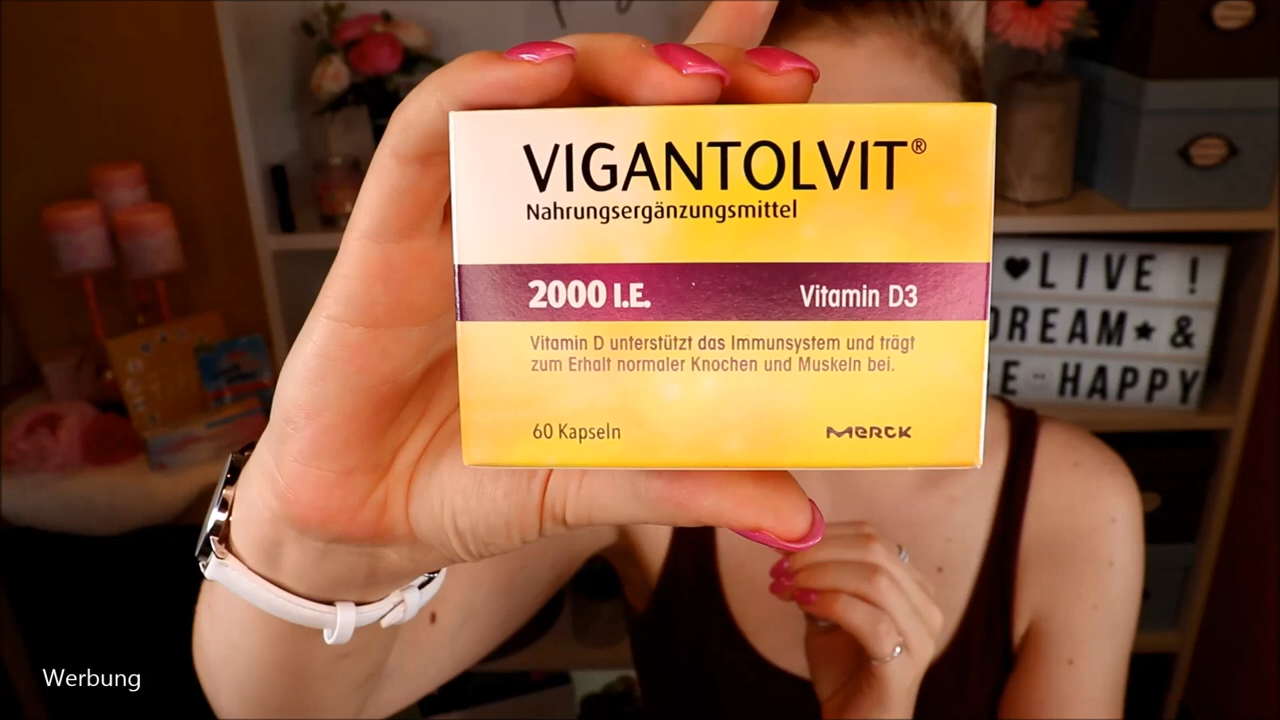 VIGANTOLVIT®
Nahrungsergänzungsmittel
2000 I.E. Vitamin D3
Vitamin D unterstützt das Immunsystem und trägt
zum Erhalt normaler Knochen und Muskeln bei.
60 Kapseln MERCK
♥LIVE !
DREAM★&
E - HAPPY
Werbung